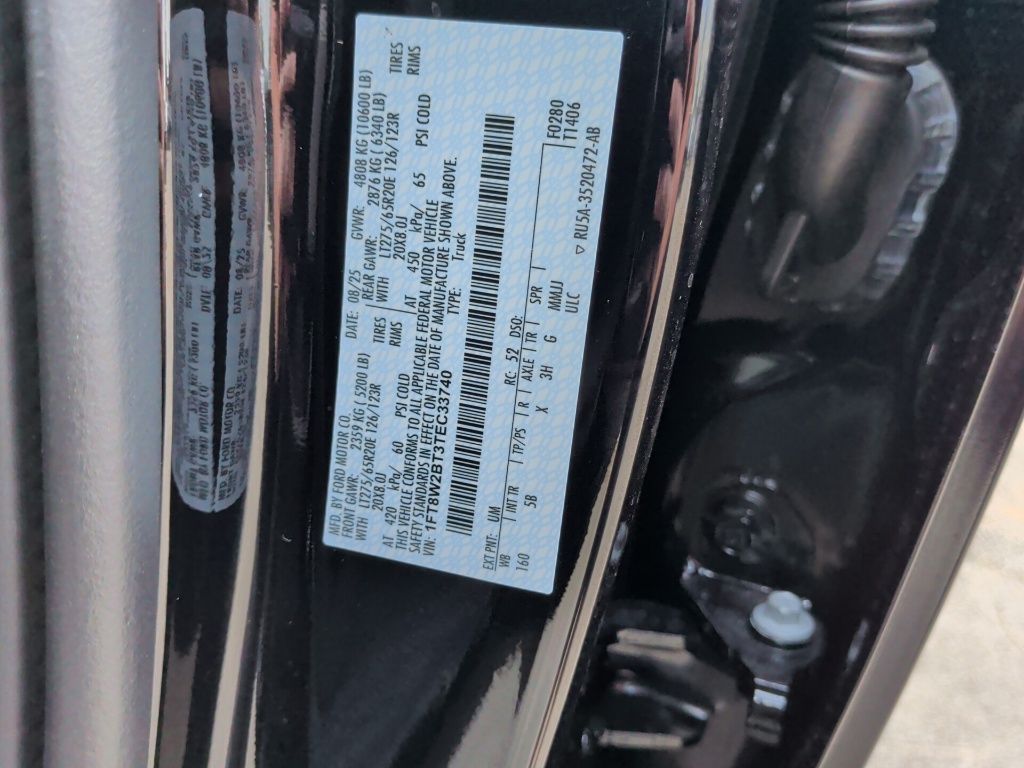 MFD. BY FORD MOTOR CO.
DATE: 08/25 GVWR: 4808 KG (10600 LB)
FRONT GAWR: 2359 KG (5200 LB) REAR GAWR: 2876 KG (6340 LB)
WITH LT275/65R20E 126/123R TIRES WITH LT275/65R20E 126/123R TIRES
20X8.0J RIMS 20X8.0J RIMS
AT 420 kPa/ 60 PSI COLD AT 450 kPa/ 65 PSI COLD
THIS VEHICLE CONFORMS TO ALL APPLICABLE FEDERAL MOTOR VEHICLE
SAFETY STANDARDS IN EFFECT ON THE DATE OF MANUFACTURE SHOWN ABOVE.
VIN: 1FT8W2BT3TEC33740 TYPE: Truck
EXT PNT: UM RC: 52 DSO: F0280
WB INT TR TP/PS R AXLE TR SPR T1406
160 5B X 3H G MMJJ
ULC
▽ RU5A-3520472-AB